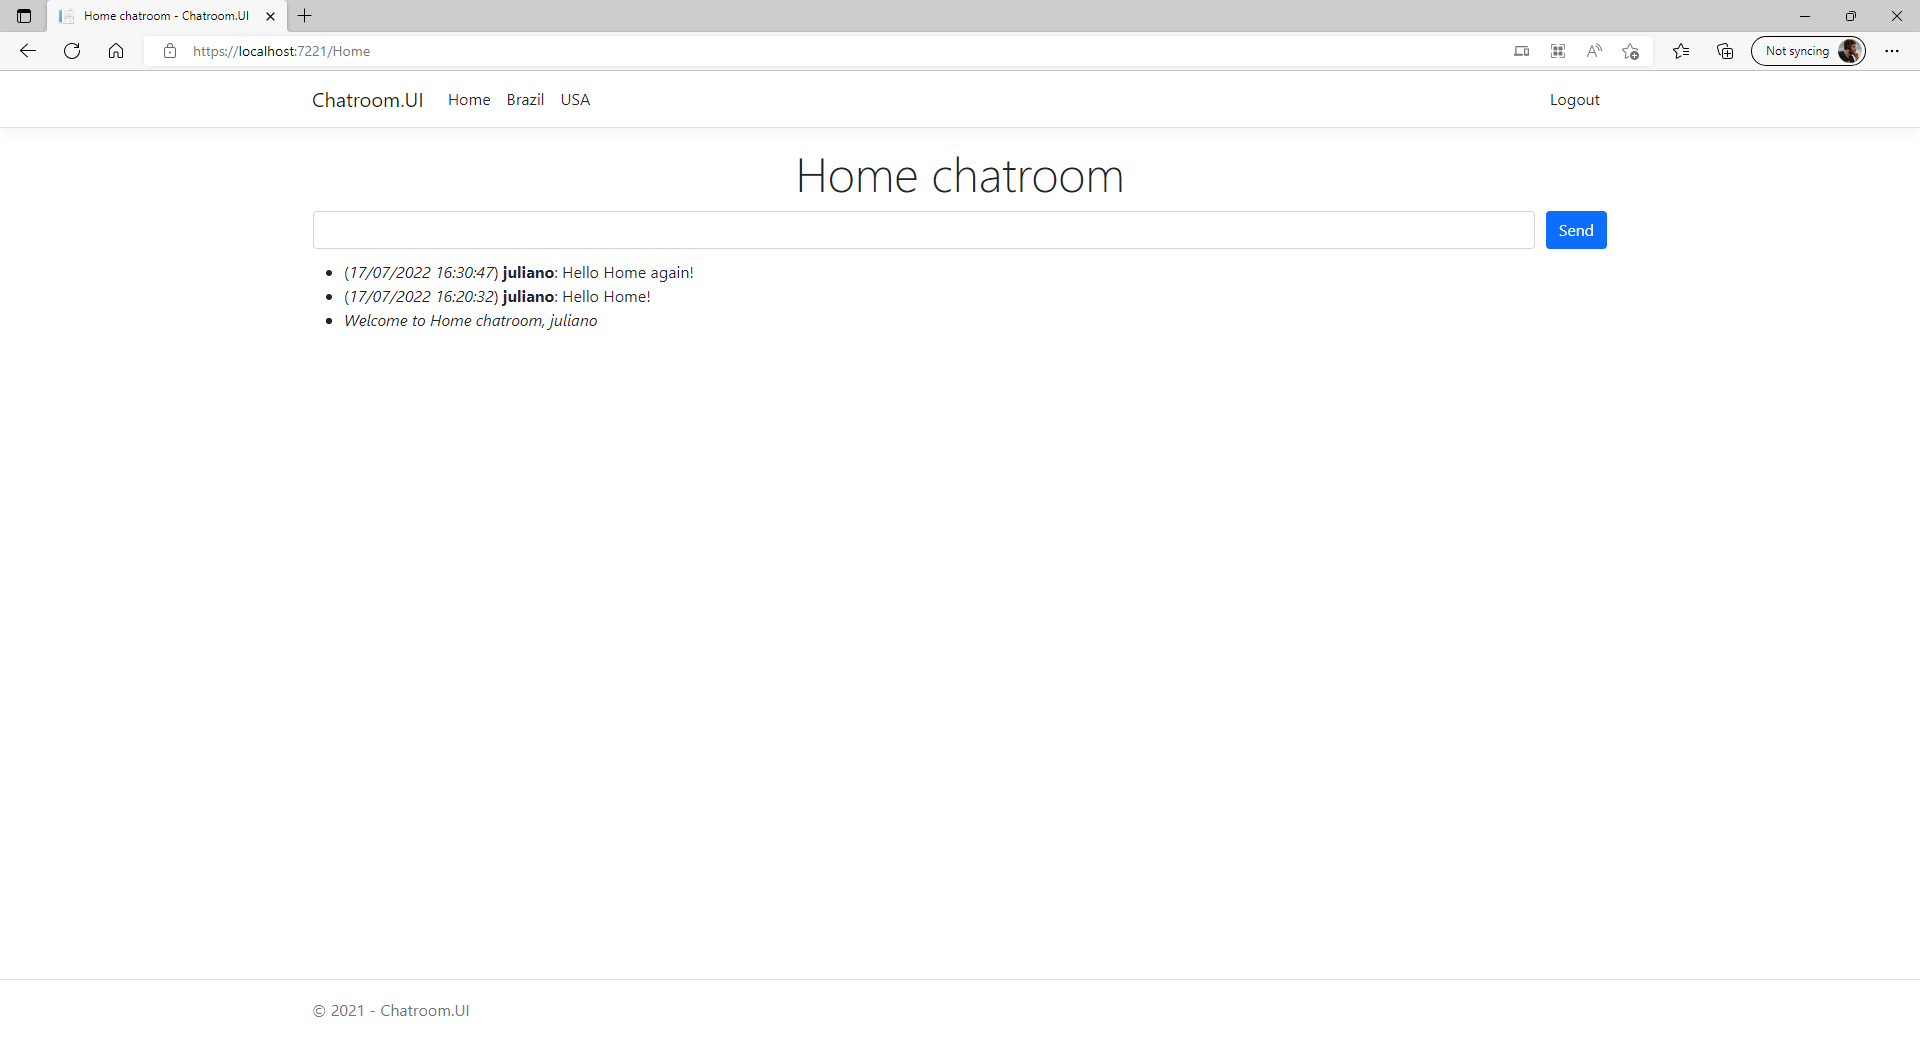 Home chatroom - Chatroom.UI
https://localhost:7221/Home
Not syncing
Chatroom.UI Home Brazil USA Logout
Home chatroom
Send
(17/07/2022 16:30:47) juliano: Hello Home again!
(17/07/2022 16:20:32) juliano: Hello Home!
Welcome to Home chatroom, juliano
© 2021 - Chatroom.UI